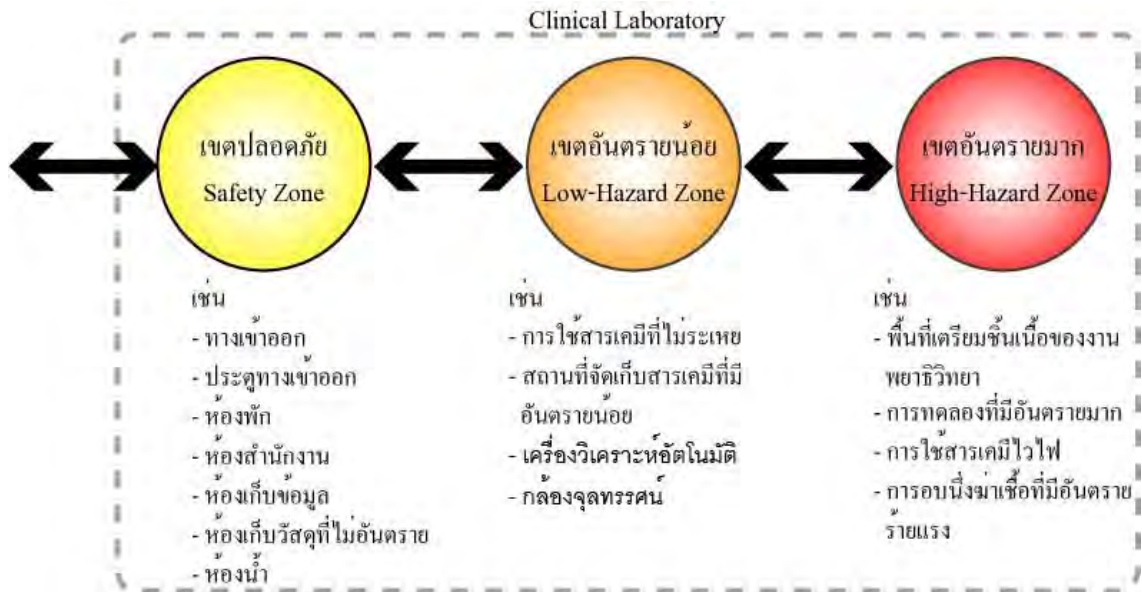 Clinical Laboratory
เขตปลอดภัย
Safety Zone
เช่น
- ทางเข้าออก
- ประตูทางเข้าออก
- ห้องพัก
- ห้องสำนักงาน
- ห้องเก็บข้อมูล
- ห้องเก็บวัสดุที่ไม่อันตราย
- ห้องน้ำ
เขตอันตรายน้อย
Low-Hazard Zone
เช่น
- การใช้สารเคมีที่ไม่ระเหย
- สถานที่จัดเก็บสารเคมีที่มี
อันตรายน้อย
- เครื่องวิเคราะห์อัตโนมัติ
- กล้องจุลทรรศน์
เขตอันตรายมาก
High-Hazard Zone
เช่น
- พื้นที่เตรียมชิ้นเนื้อของงาน
พยาธิวิทยา
- การทดลองที่มีอันตรายมาก
- การใช้สารเคมีไวไฟ
- การอบนึ่งฆ่าเชื้อที่มีอันตราย
ร้ายแรง